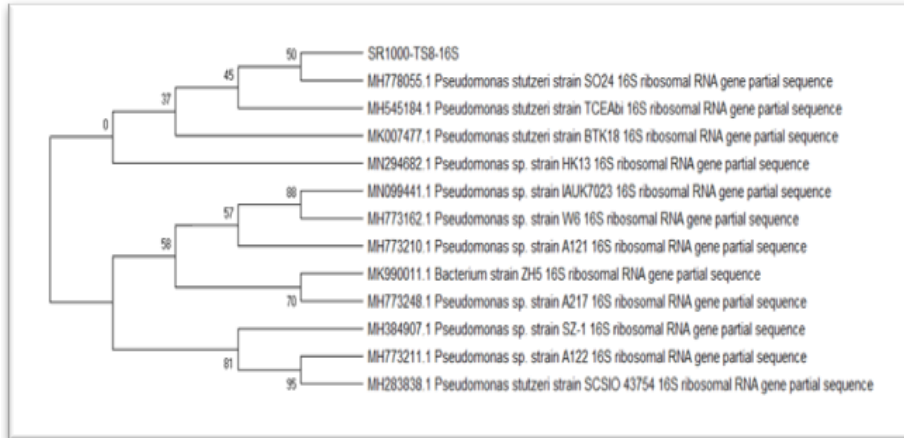 50
SR1000-TS8-16S
45
MH778055.1 Pseudomonas stutzeri strain SO24 16S ribosomal RNA gene partial sequence
37
MH545184.1 Pseudomonas stutzeri strain TCEAbi 16S ribosomal RNA gene partial sequence
0
MK007477.1 Pseudomonas stutzeri strain BTK18 16S ribosomal RNA gene partial sequence
MN294682.1 Pseudomonas sp. strain HK13 16S ribosomal RNA gene partial sequence
88
MN099441.1 Pseudomonas sp. strain IAUK7023 16S ribosomal RNA gene partial sequence
57
MH773162.1 Pseudomonas sp. strain W6 16S ribosomal RNA gene partial sequence
58
MH773210.1 Pseudomonas sp. strain A121 16S ribosomal RNA gene partial sequence
MK990011.1 Bacterium strain ZH5 16S ribosomal RNA gene partial sequence
70
MH773248.1 Pseudomonas sp. strain A217 16S ribosomal RNA gene partial sequence
MH384907.1 Pseudomonas sp. strain SZ-1 16S ribosomal RNA gene partial sequence
81
MH773211.1 Pseudomonas sp. strain A122 16S ribosomal RNA gene partial sequence
95
MH283838.1 Pseudomonas stutzeri strain SCSIO 43754 16S ribosomal RNA gene partial sequence